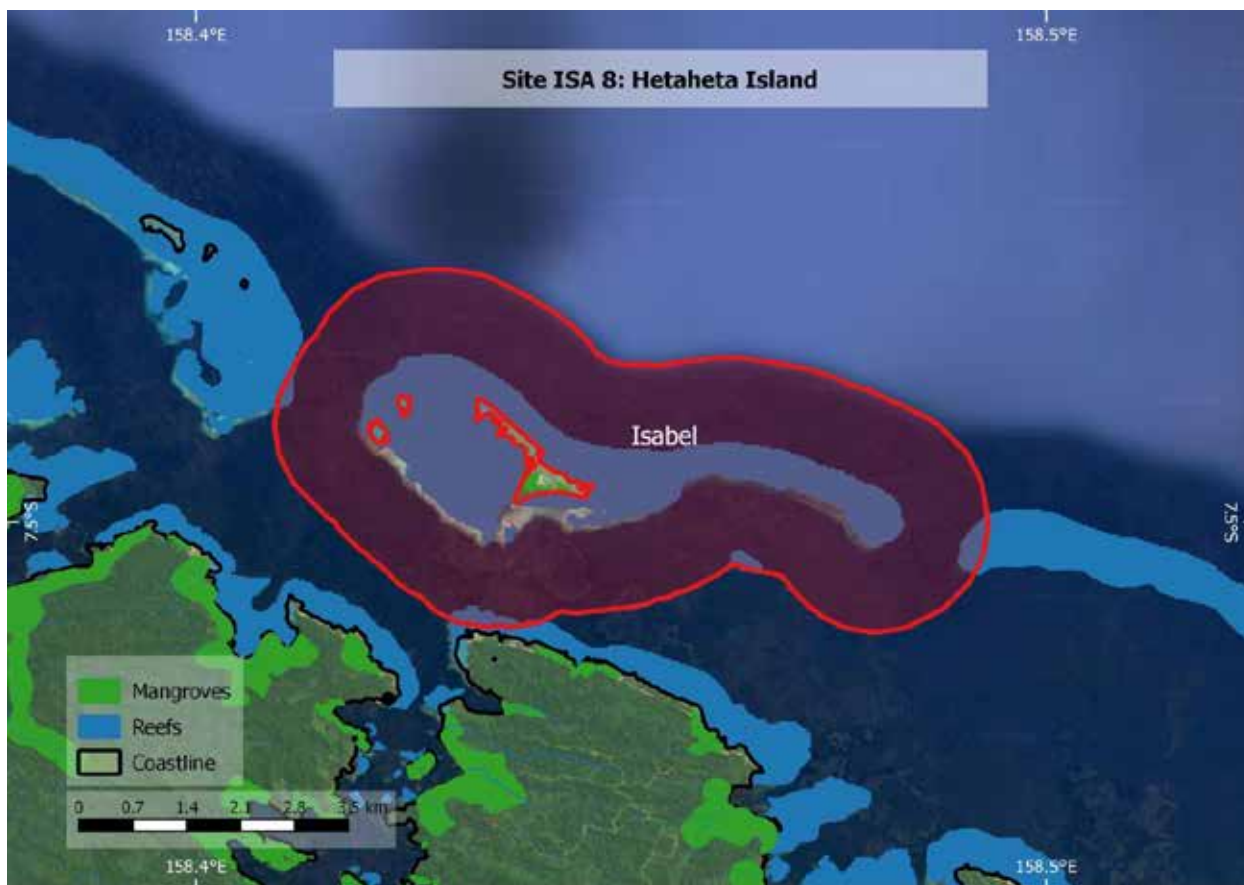 158.4°E
158.5°E
Site ISA 8: Hetaheta Island
Isabel
7.5°S
7.5°S
Mangroves
Reefs
Coastline
0 0.7 1.4 2.1 2.8 3.5 km
158.4°E
158.5°E